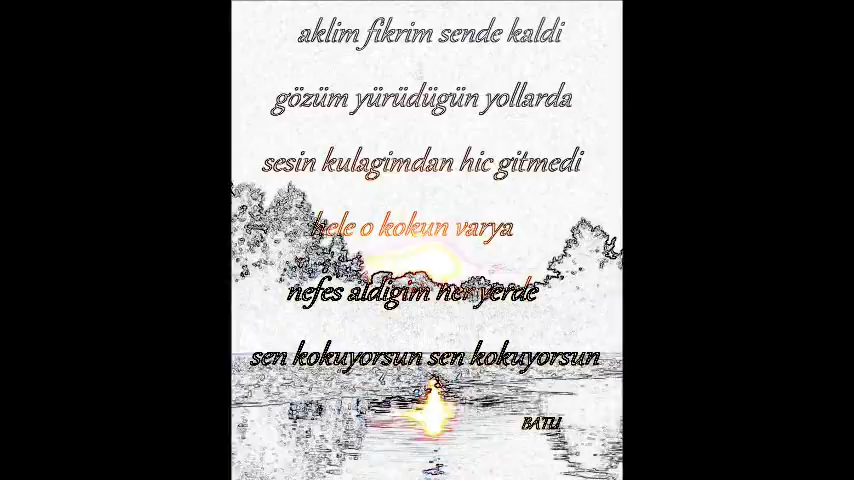 aklim fikrim sende kaldi
gözüm yürüdügün yollarda
sesin kulagimdan hic gitmedi
hele o kokun varya
nefes aldigim her yerde
sen kokuyorsun sen kokuyorsun
BATU